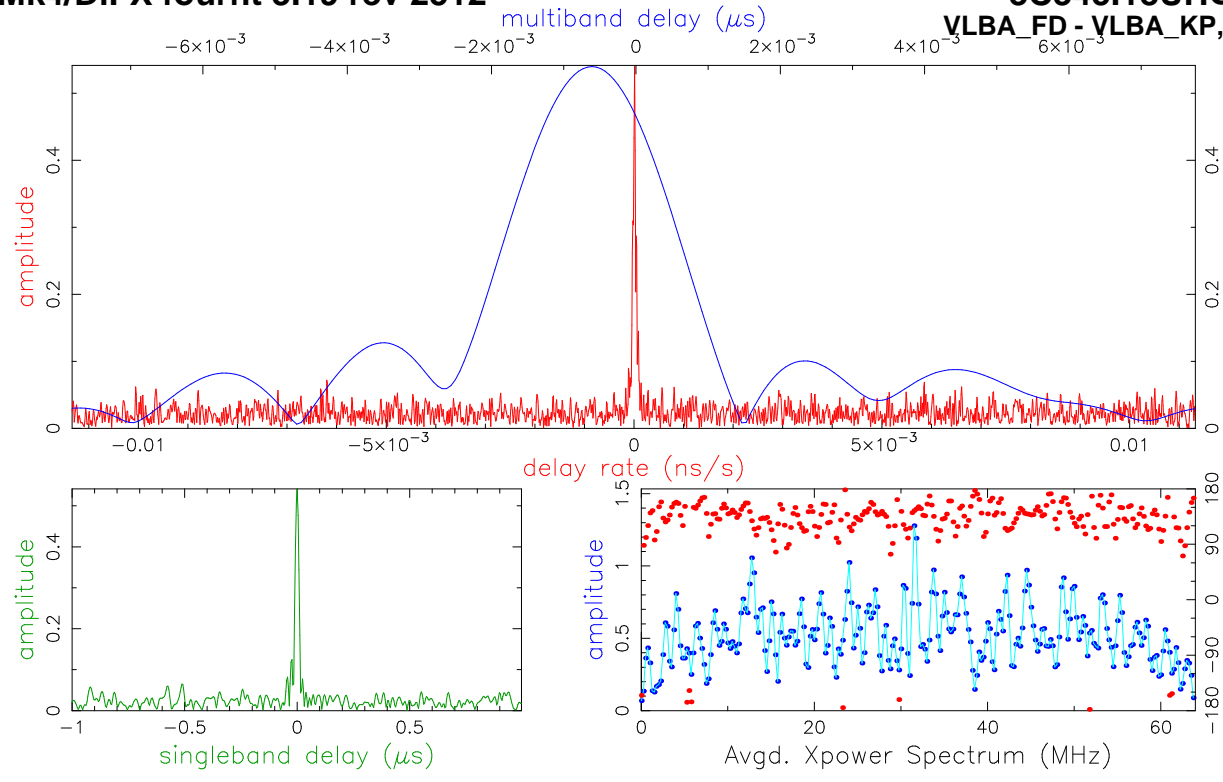 multiband delay (μs)
VLBA_FD - VLBA_KP,
−6×10⁻³ −4×10⁻³ −2×10⁻³ 0 2×10⁻³ 4×10⁻³ 6×10⁻³
amplitude
0 0.2 0.4
0 0.2 0.4
−0.01 −5×10⁻³ 0 5×10⁻³ 0.01
delay rate (ns/s)
amplitude
0 0.2 0.4
−1 −0.5 0 0.5
singleband delay (μs)
amplitude
0 0.5 1 1.5
−180 −90 0 90 180
0 20 40 60
Avgd. Xpower Spectrum (MHz)